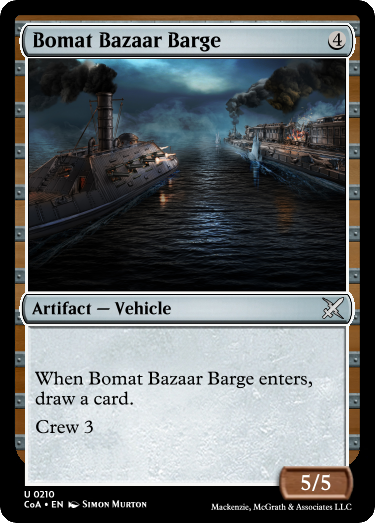 Bomat Bazaar Barge 4
Artifact — Vehicle
When Bomat Bazaar Barge enters,
draw a card.
Crew 3
5/5
U 0210
CoA • EN Simon Murton
Mackenzie, McGrath & Associates LLC